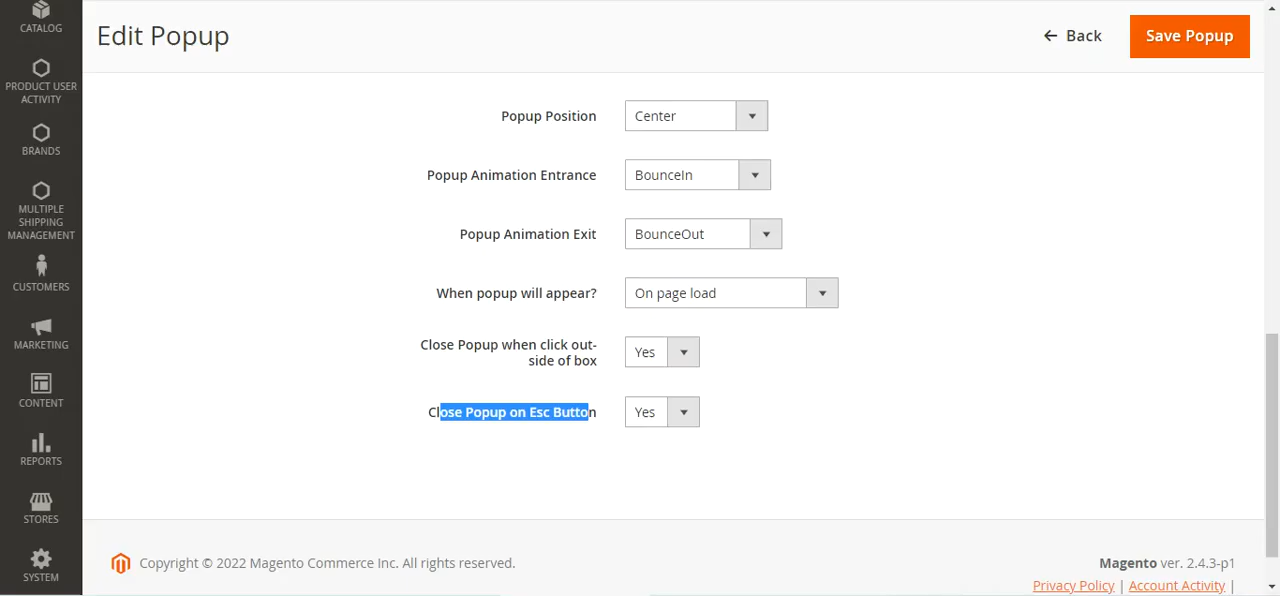 CATALOG
PRODUCT USER
ACTIVITY
BRANDS
MULTIPLE
SHIPPING
MANAGEMENT
CUSTOMERS
MARKETING
CONTENT
REPORTS
STORES
SYSTEM
Edit Popup
← Back
Save Popup
Popup Position Center
Popup Animation Entrance BounceIn
Popup Animation Exit BounceOut
When popup will appear? On page load
Close Popup when click out-
side of box Yes
Close Popup on Esc Button Yes
Copyright © 2022 Magento Commerce Inc. All rights reserved.
Magento ver. 2.4.3-p1
Privacy Policy | Account Activity |